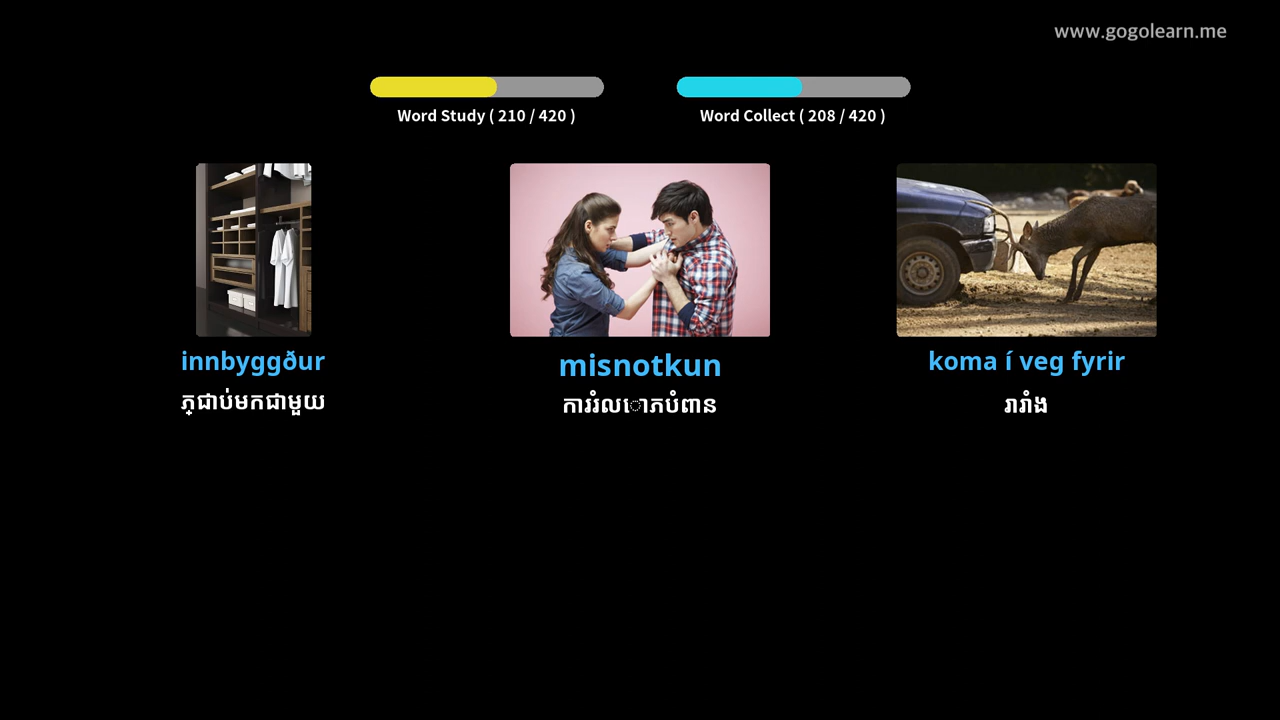 www.gogolearn.me
Word Study ( 210 / 420 )
Word Collect ( 208 / 420 )
innbyggður
misnotkun
koma í veg fyrir
ភ្ជាប់មកជាមួយ
ការរំលោភបំពាន
រារាំង